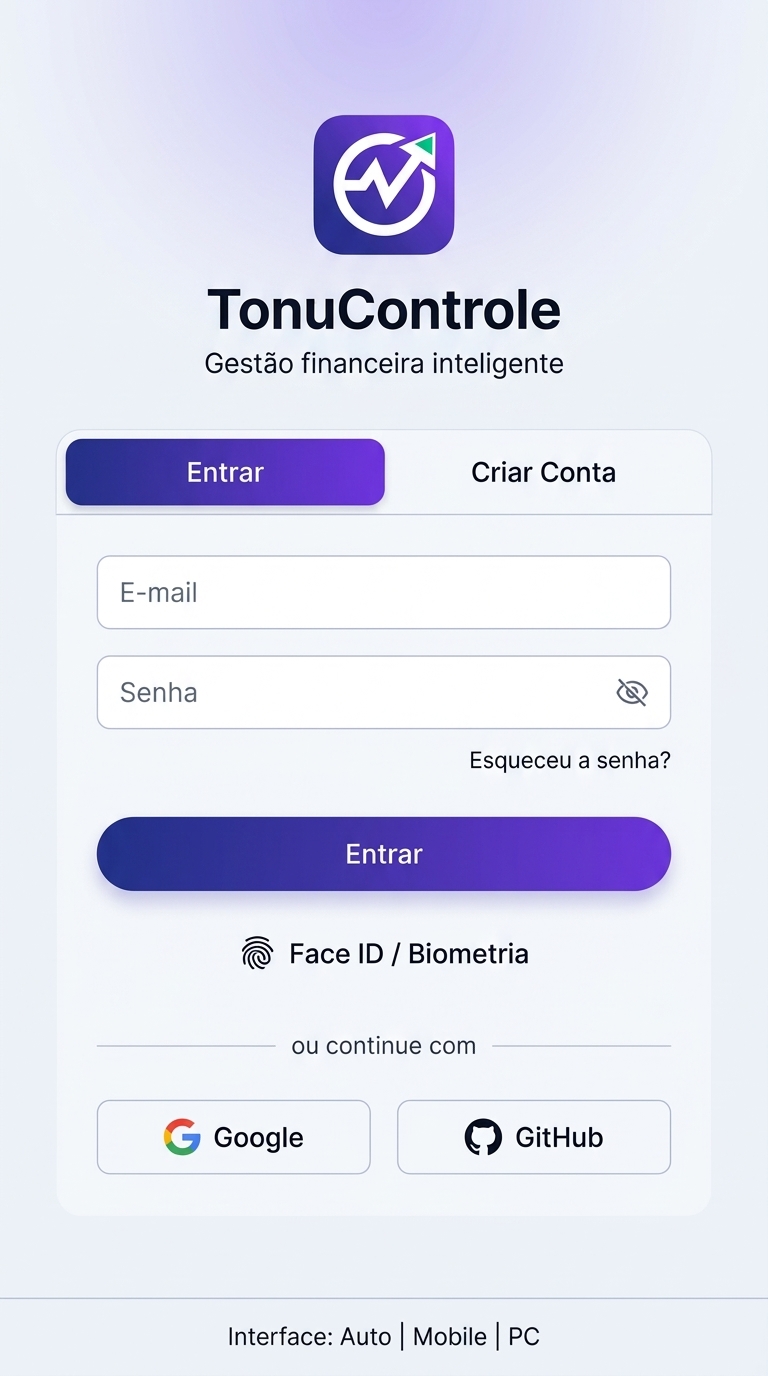 TonuControle
Gestão financeira inteligente
Entrar
Criar Conta
E-mail
Senha
Esqueceu a senha?
Entrar
Face ID / Biometria
ou continue com
Google
GitHub
Interface: Auto | Mobile | PC